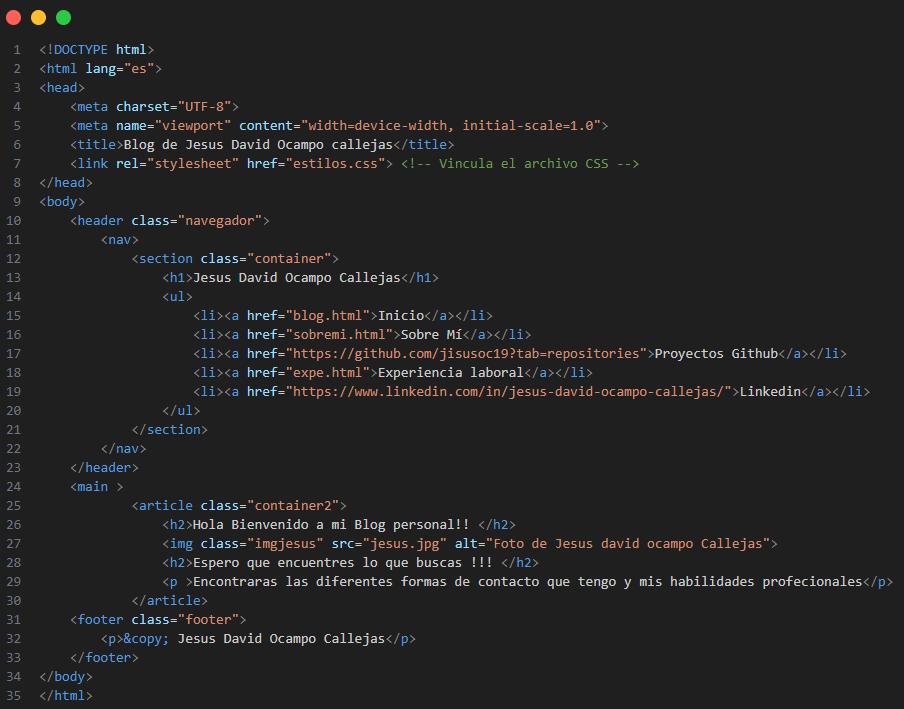 1 <!DOCTYPE html>
2 <html lang="es">
3 <head>
4     <meta charset="UTF-8">
5     <meta name="viewport" content="width=device-width, initial-scale=1.0">
6     <title>Blog de Jesus David Ocampo callejas</title>
7     <link rel="stylesheet" href="estilos.css"> <!-- Vincula el archivo CSS -->
8 </head>
9 <body>
10     <header class="navegador">
11         <nav>
12             <section class="container">
13                 <h1>Jesus David Ocampo Callejas</h1>
14                 <ul>
15                     <li><a href="blog.html">Inicio</a></li>
16                     <li><a href="sobremi.html">Sobre Mí</a></li>
17                     <li><a href="https://github.com/jisusoc19?tab=repositories">Proyectos Github</a></li>
18                     <li><a href="expe.html">Experiencia laboral</a></li>
19                     <li><a href="https://www.linkedin.com/in/jesus-david-ocampo-callejas/">Linkedin</a></li>
20                 </ul>
21             </section>
22         </nav>
23     </header>
24     <main >
25             <article class="container2">
26                 <h2>Hola Bienvenido a mi Blog personal!! </h2>
27                 <img class="imgjesus" src="jesus.jpg" alt="Foto de Jesus david ocampo Callejas">
28                 <h2>Espero que encuentres lo que buscas !!! </h2>
29                 <p >Encontraras las diferentes formas de contacto que tengo y mis habilidades profecionales</p>
30             </article>
31     <footer class="footer">
32         <p>&copy; Jesus David Ocampo Callejas</p>
33     </footer>
34 </body>
35 </html>